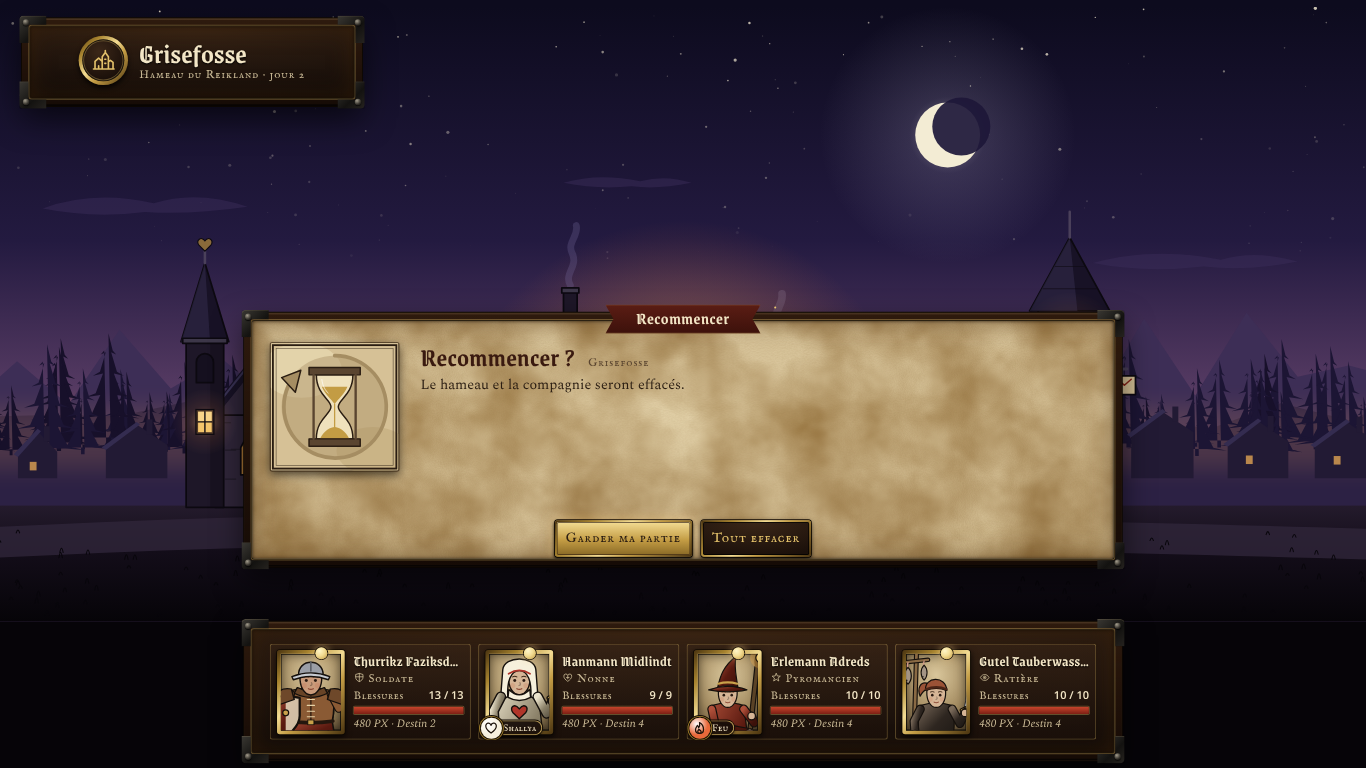 Grisefosse
Hameau du Reikland · jour 2
Recommencer
Recommencer ? Grisefosse
Le hameau et la compagnie seront effacés.
Garder ma partie
Tout effacer
Thurrikz Faziksd...
Soldate
Blessures 13 / 13
480 PX · Destin 2
Hanmann Midlindt
Nonne
Blessures 9 / 9
480 PX · Destin 4
Shallya
Erlemann Adreds
Pyromancien
Blessures 10 / 10
480 PX · Destin 4
Feu
Gutel Tauberwass...
Ratière
Blessures 10 / 10
480 PX · Destin 4